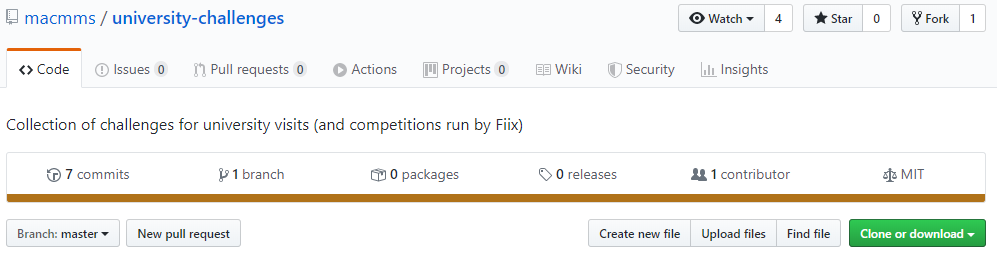 macmms / university-challenges
Watch 4
Star 0
Fork 1
Code
Issues 0
Pull requests 0
Actions
Projects 0
Wiki
Security
Insights
Collection of challenges for university visits (and competitions run by Fiix)
7 commits
1 branch
0 packages
0 releases
1 contributor
MIT
Branch: master
New pull request
Create new file
Upload files
Find file
Clone or download